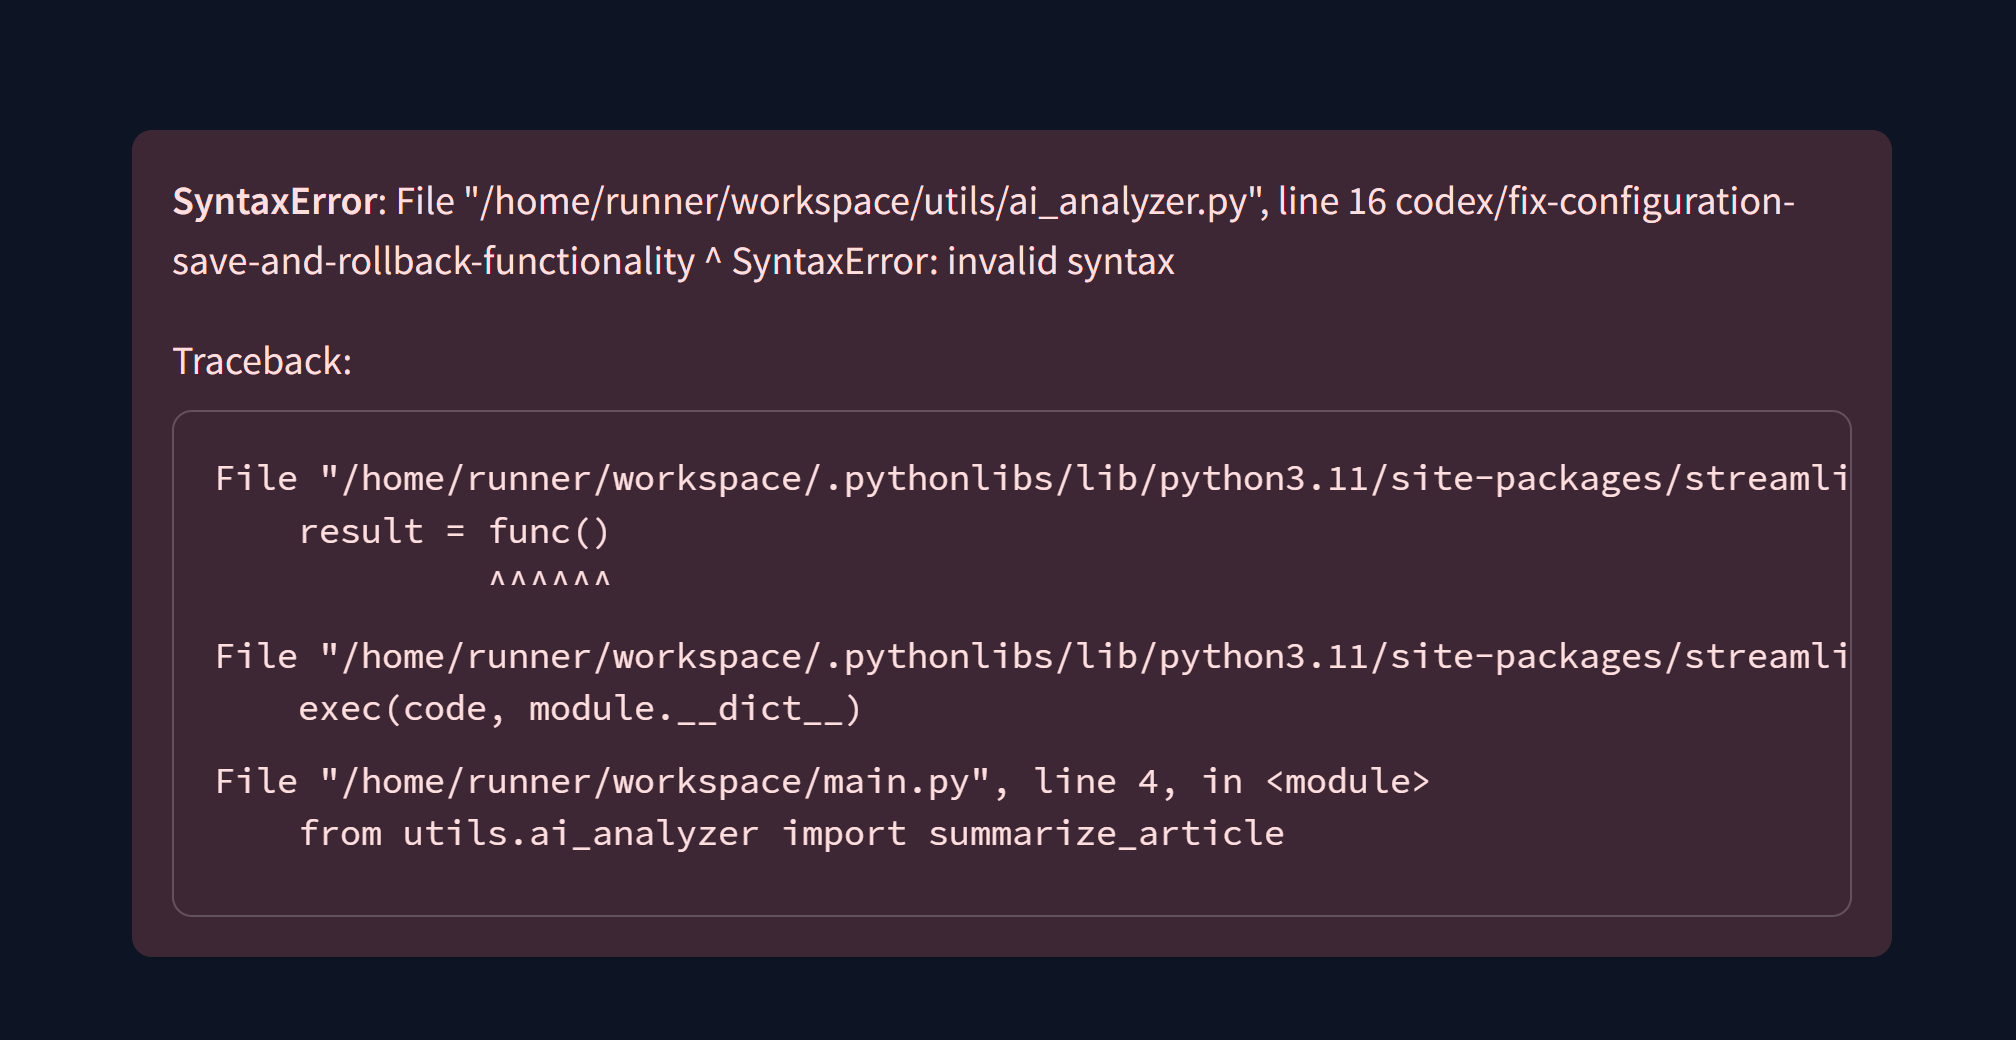 SyntaxError: File "/home/runner/workspace/utils/ai_analyzer.py", line 16 codex/fix-configuration-
save-and-rollback-functionality ^ SyntaxError: invalid syntax
Traceback:
File "/home/runner/workspace/.pythonlibs/lib/python3.11/site-packages/streamli
    result = func()
             ^^^^^^
File "/home/runner/workspace/.pythonlibs/lib/python3.11/site-packages/streamli
    exec(code, module.__dict__)
File "/home/runner/workspace/main.py", line 4, in <module>
    from utils.ai_analyzer import summarize_article